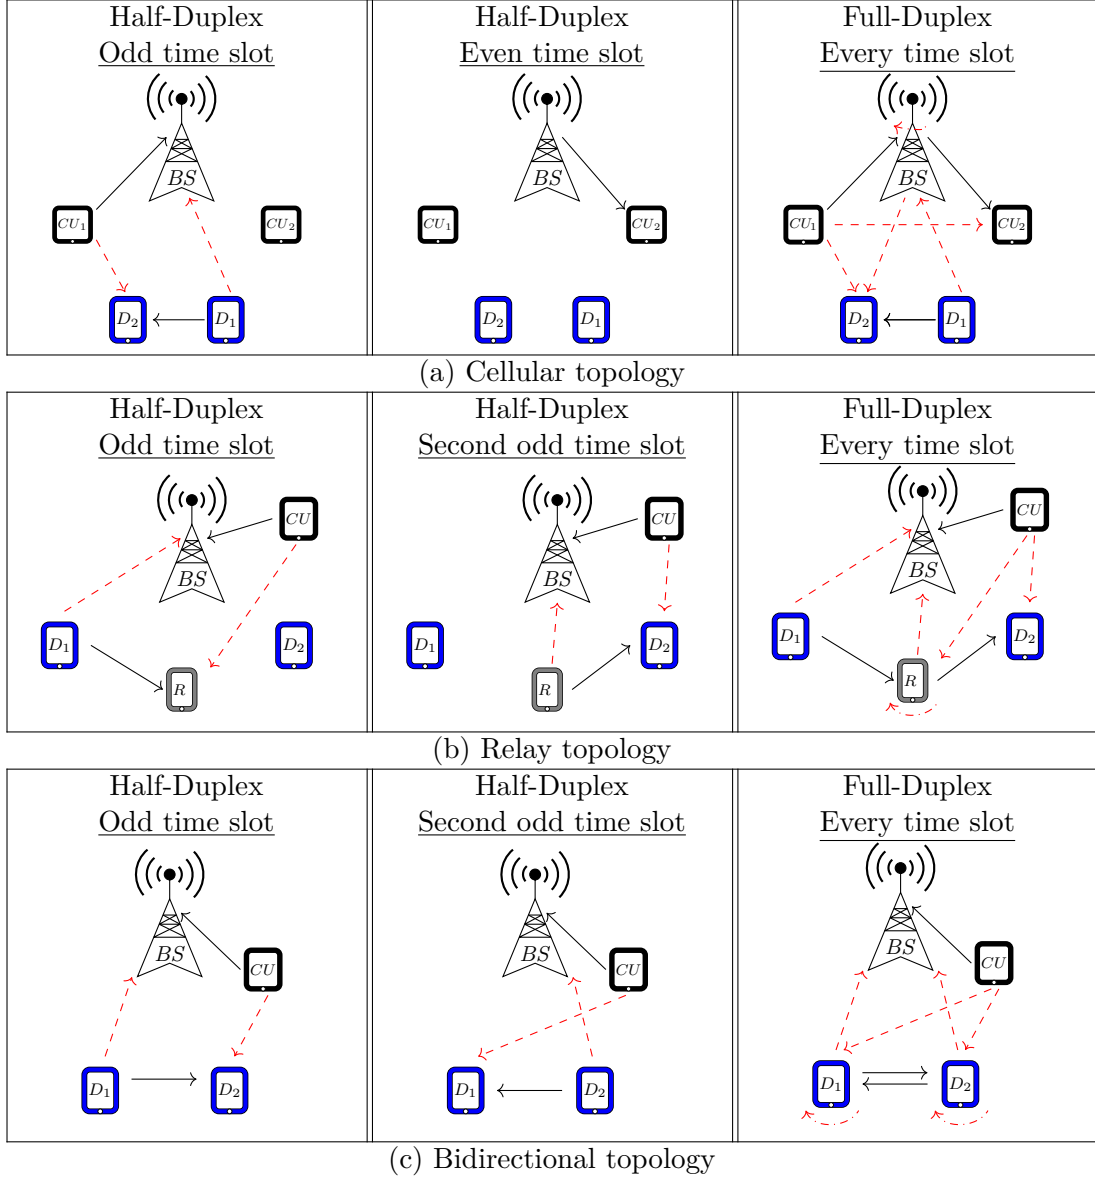 Half-Duplex Half-Duplex Full-Duplex
Odd time slot Even time slot Every time slot
BS BS BS
CU1 CU2 CU1 CU2 CU1 CU2
D2 D1 D2 D1 D2 D1
(a) Cellular topology
Half-Duplex Half-Duplex Full-Duplex
Odd time slot Second odd time slot Every time slot
CU CU CU
BS BS BS
D1 D2 D1 D2 D1 D2
R R R
(b) Relay topology
Half-Duplex Half-Duplex Full-Duplex
Odd time slot Second odd time slot Every time slot
BS BS BS
CU CU CU
D1 D2 D1 D2 D1 D2
(c) Bidirectional topology